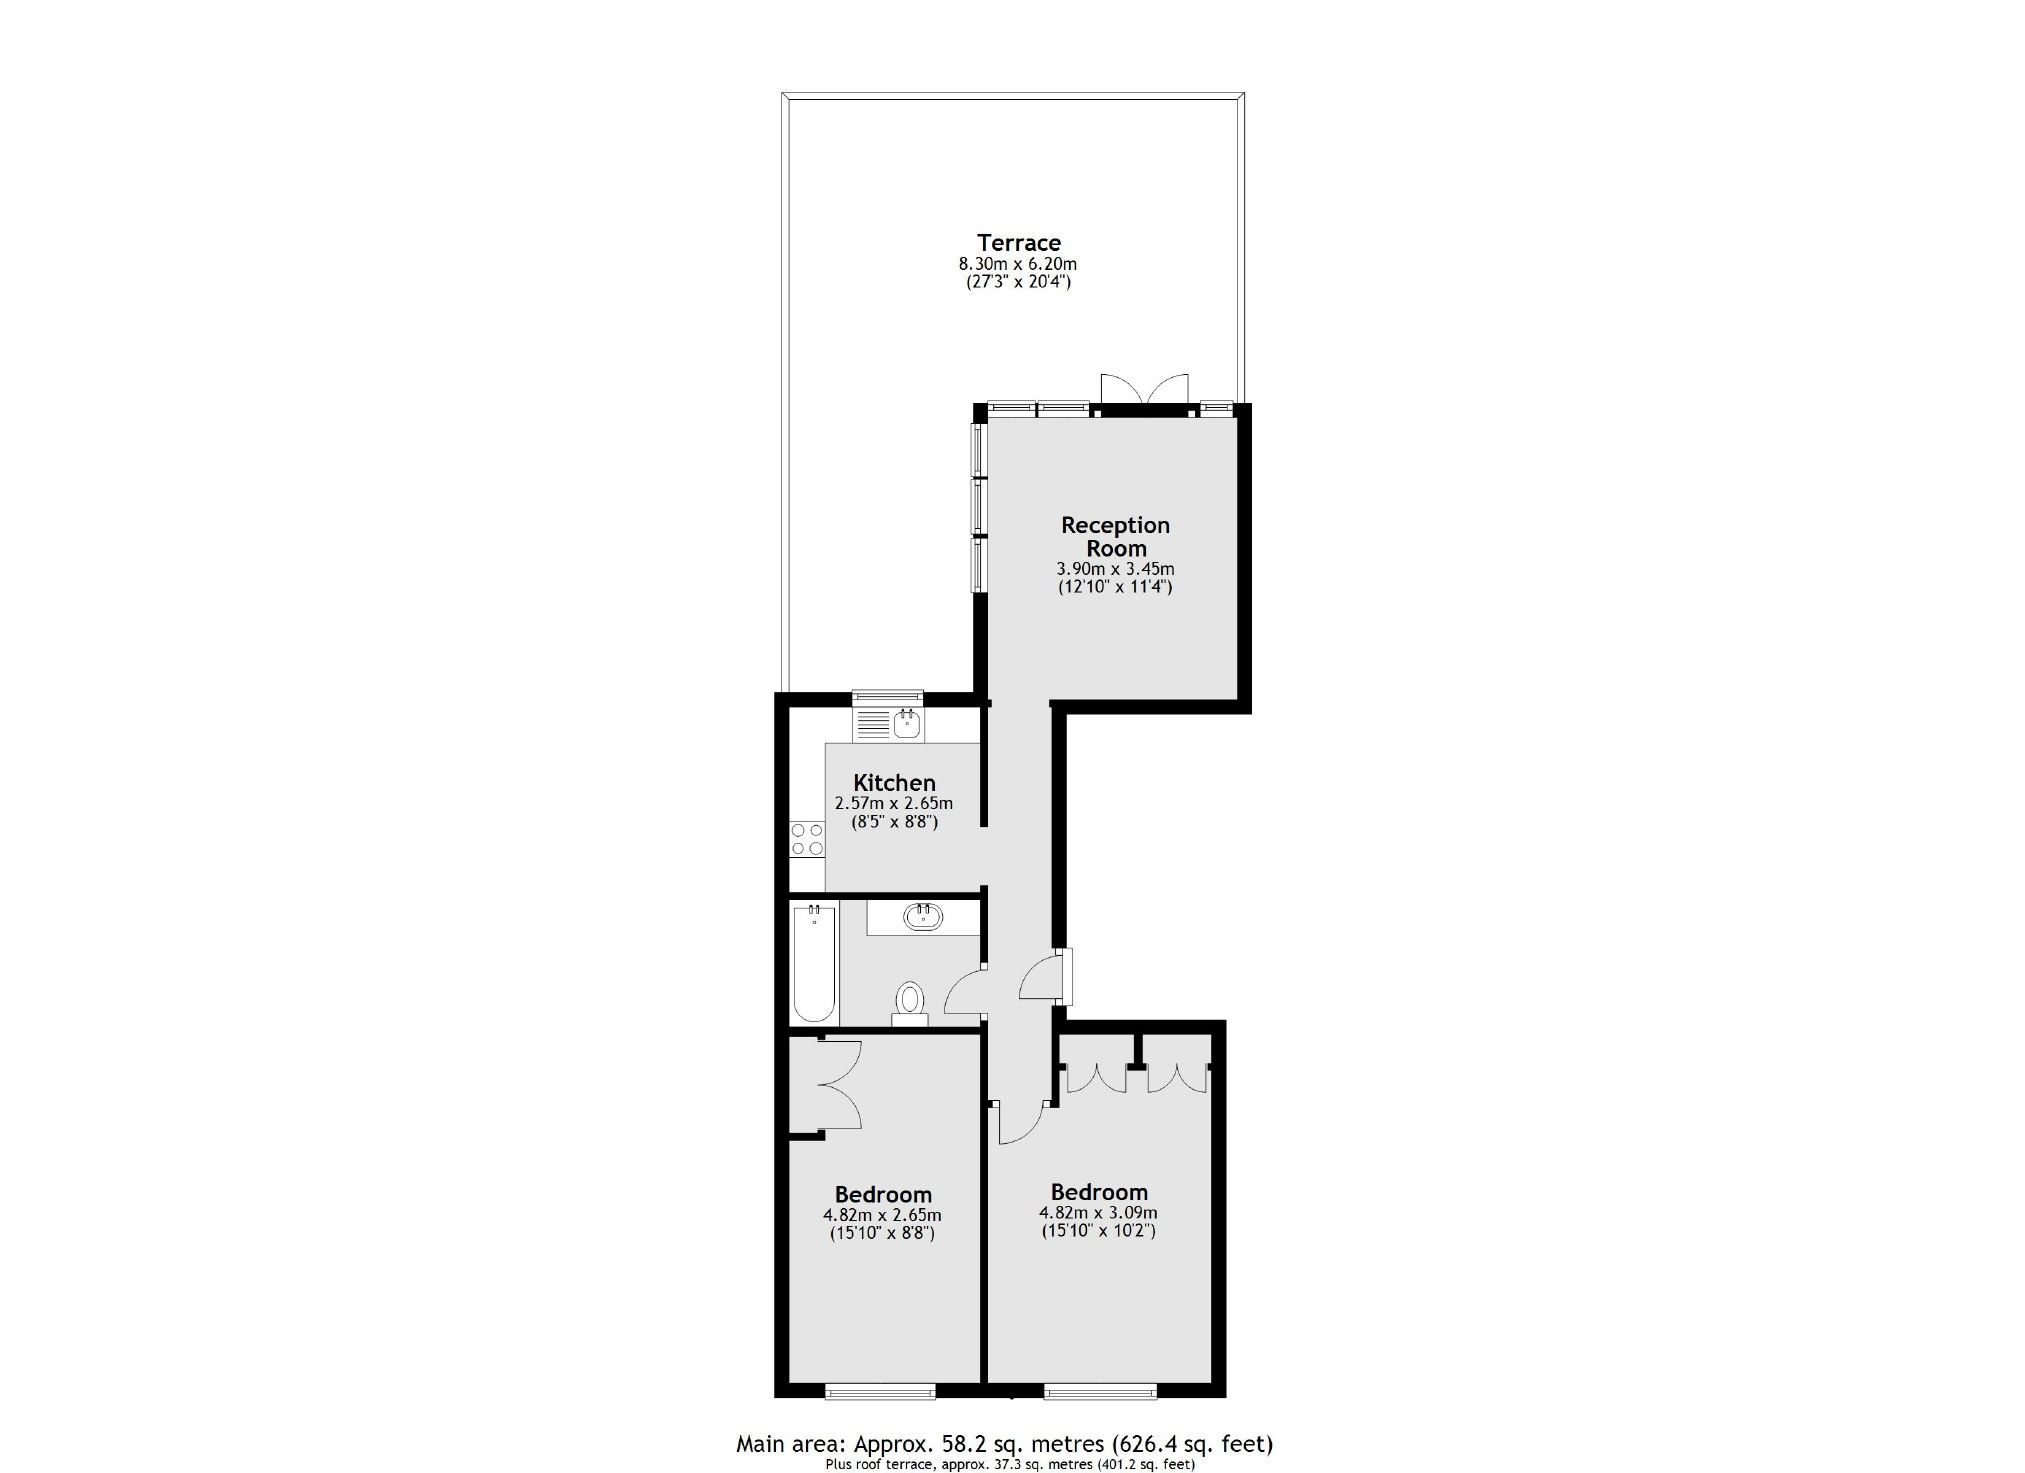 Terrace
8.30m x 6.20m
(27'3" x 20'4")
Reception
Room
3.90m x 3.45m
(12'10" x 11'4")
Kitchen
2.57m x 2.65m
(8'5" x 8'8")
Bedroom
4.82m x 2.65m
(15'10" x 8'8")
Bedroom
4.82m x 3.09m
(15'10" x 10'2")
Main area: Approx. 58.2 sq. metres (626.4 sq. feet)
Plus roof terrace, approx. 37.3 sq. metres (401.2 sq. feet)